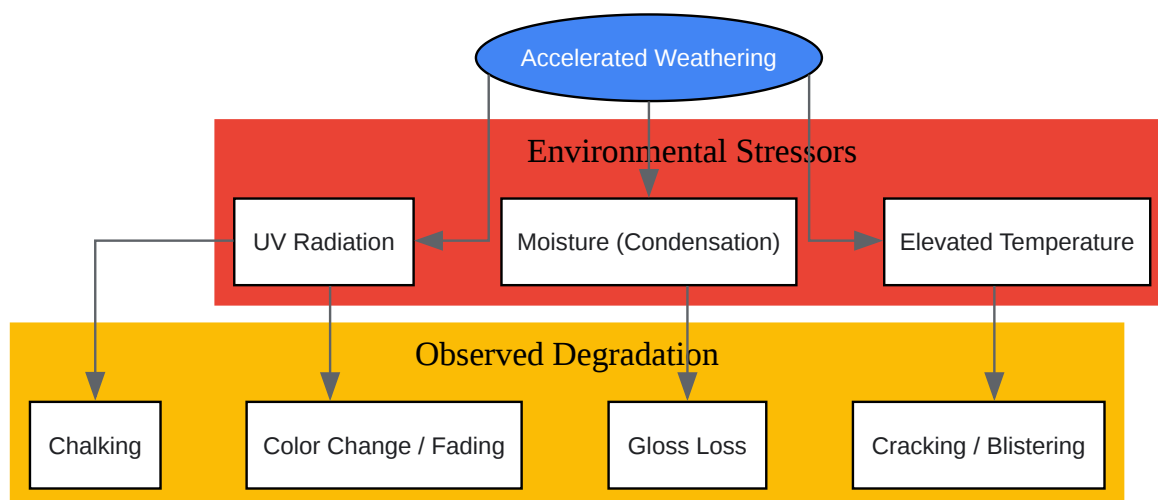 Accelerated Weathering
Environmental Stressors
UV Radiation
Moisture (Condensation)
Elevated Temperature
Observed Degradation
Chalking
Color Change / Fading
Gloss Loss
Cracking / Blistering